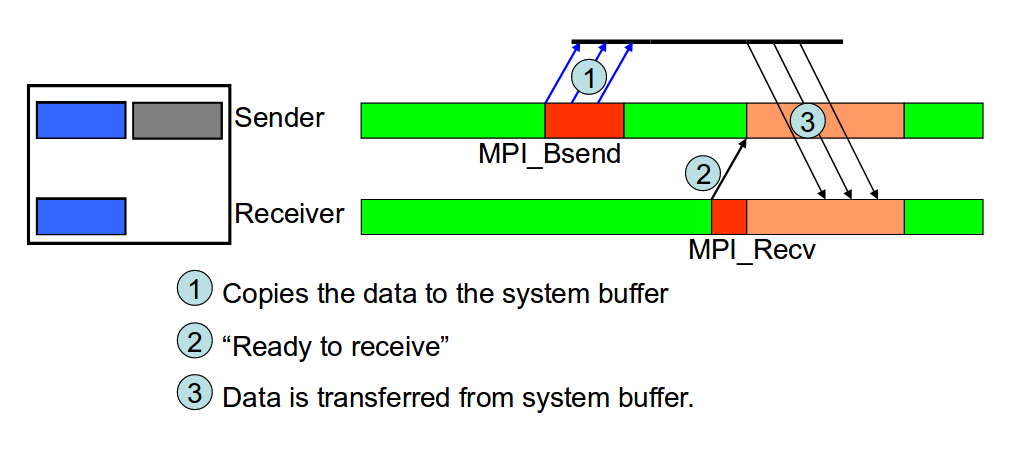 1
Sender
3
MPI_Bsend
2
Receiver
MPI_Recv
1 Copies the data to the system buffer
2 “Ready to receive”
3 Data is transferred from system buffer.